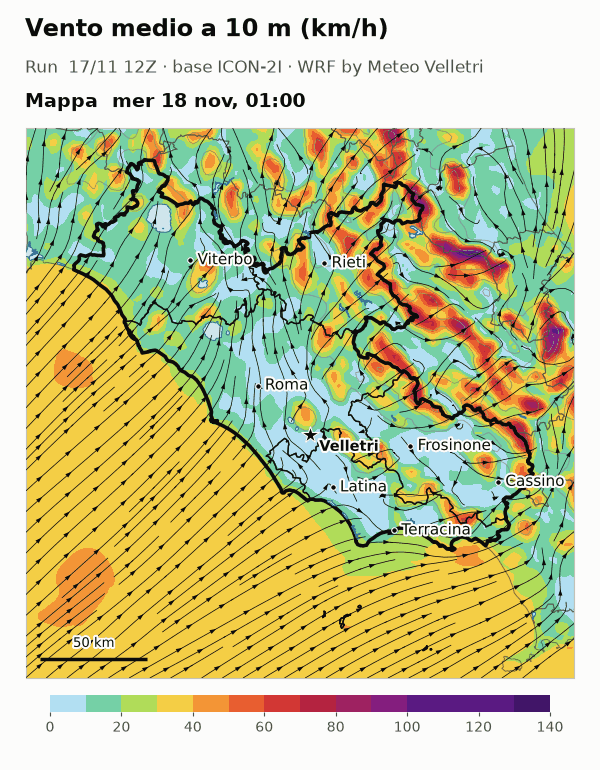 Vento medio a 10 m (km/h)
Run 17/11 12Z · base ICON-2I · WRF by Meteo Velletri
Mappa mer 18 nov, 01:00
Viterbo
Rieti
Roma
Velletri
Frosinone
Latina
Cassino
Terracina
50 km
0 20 40 60 80 100 120 140